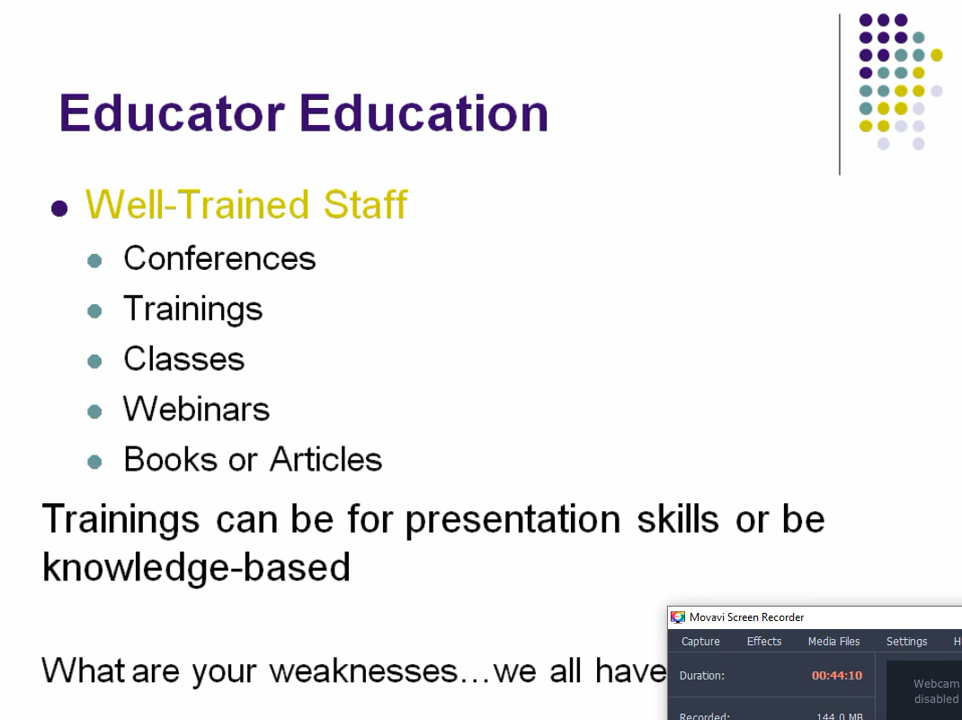 Educator Education
Well-Trained Staff
Conferences
Trainings
Classes
Webinars
Books or Articles
Trainings can be for presentation skills or be
knowledge-based
Movavi Screen Recorder
Capture Effects Media Files Settings
Duration: 00:44:10
What are your weaknesses…we all have
Webcam
disabled
Recorded: 144.0 MB